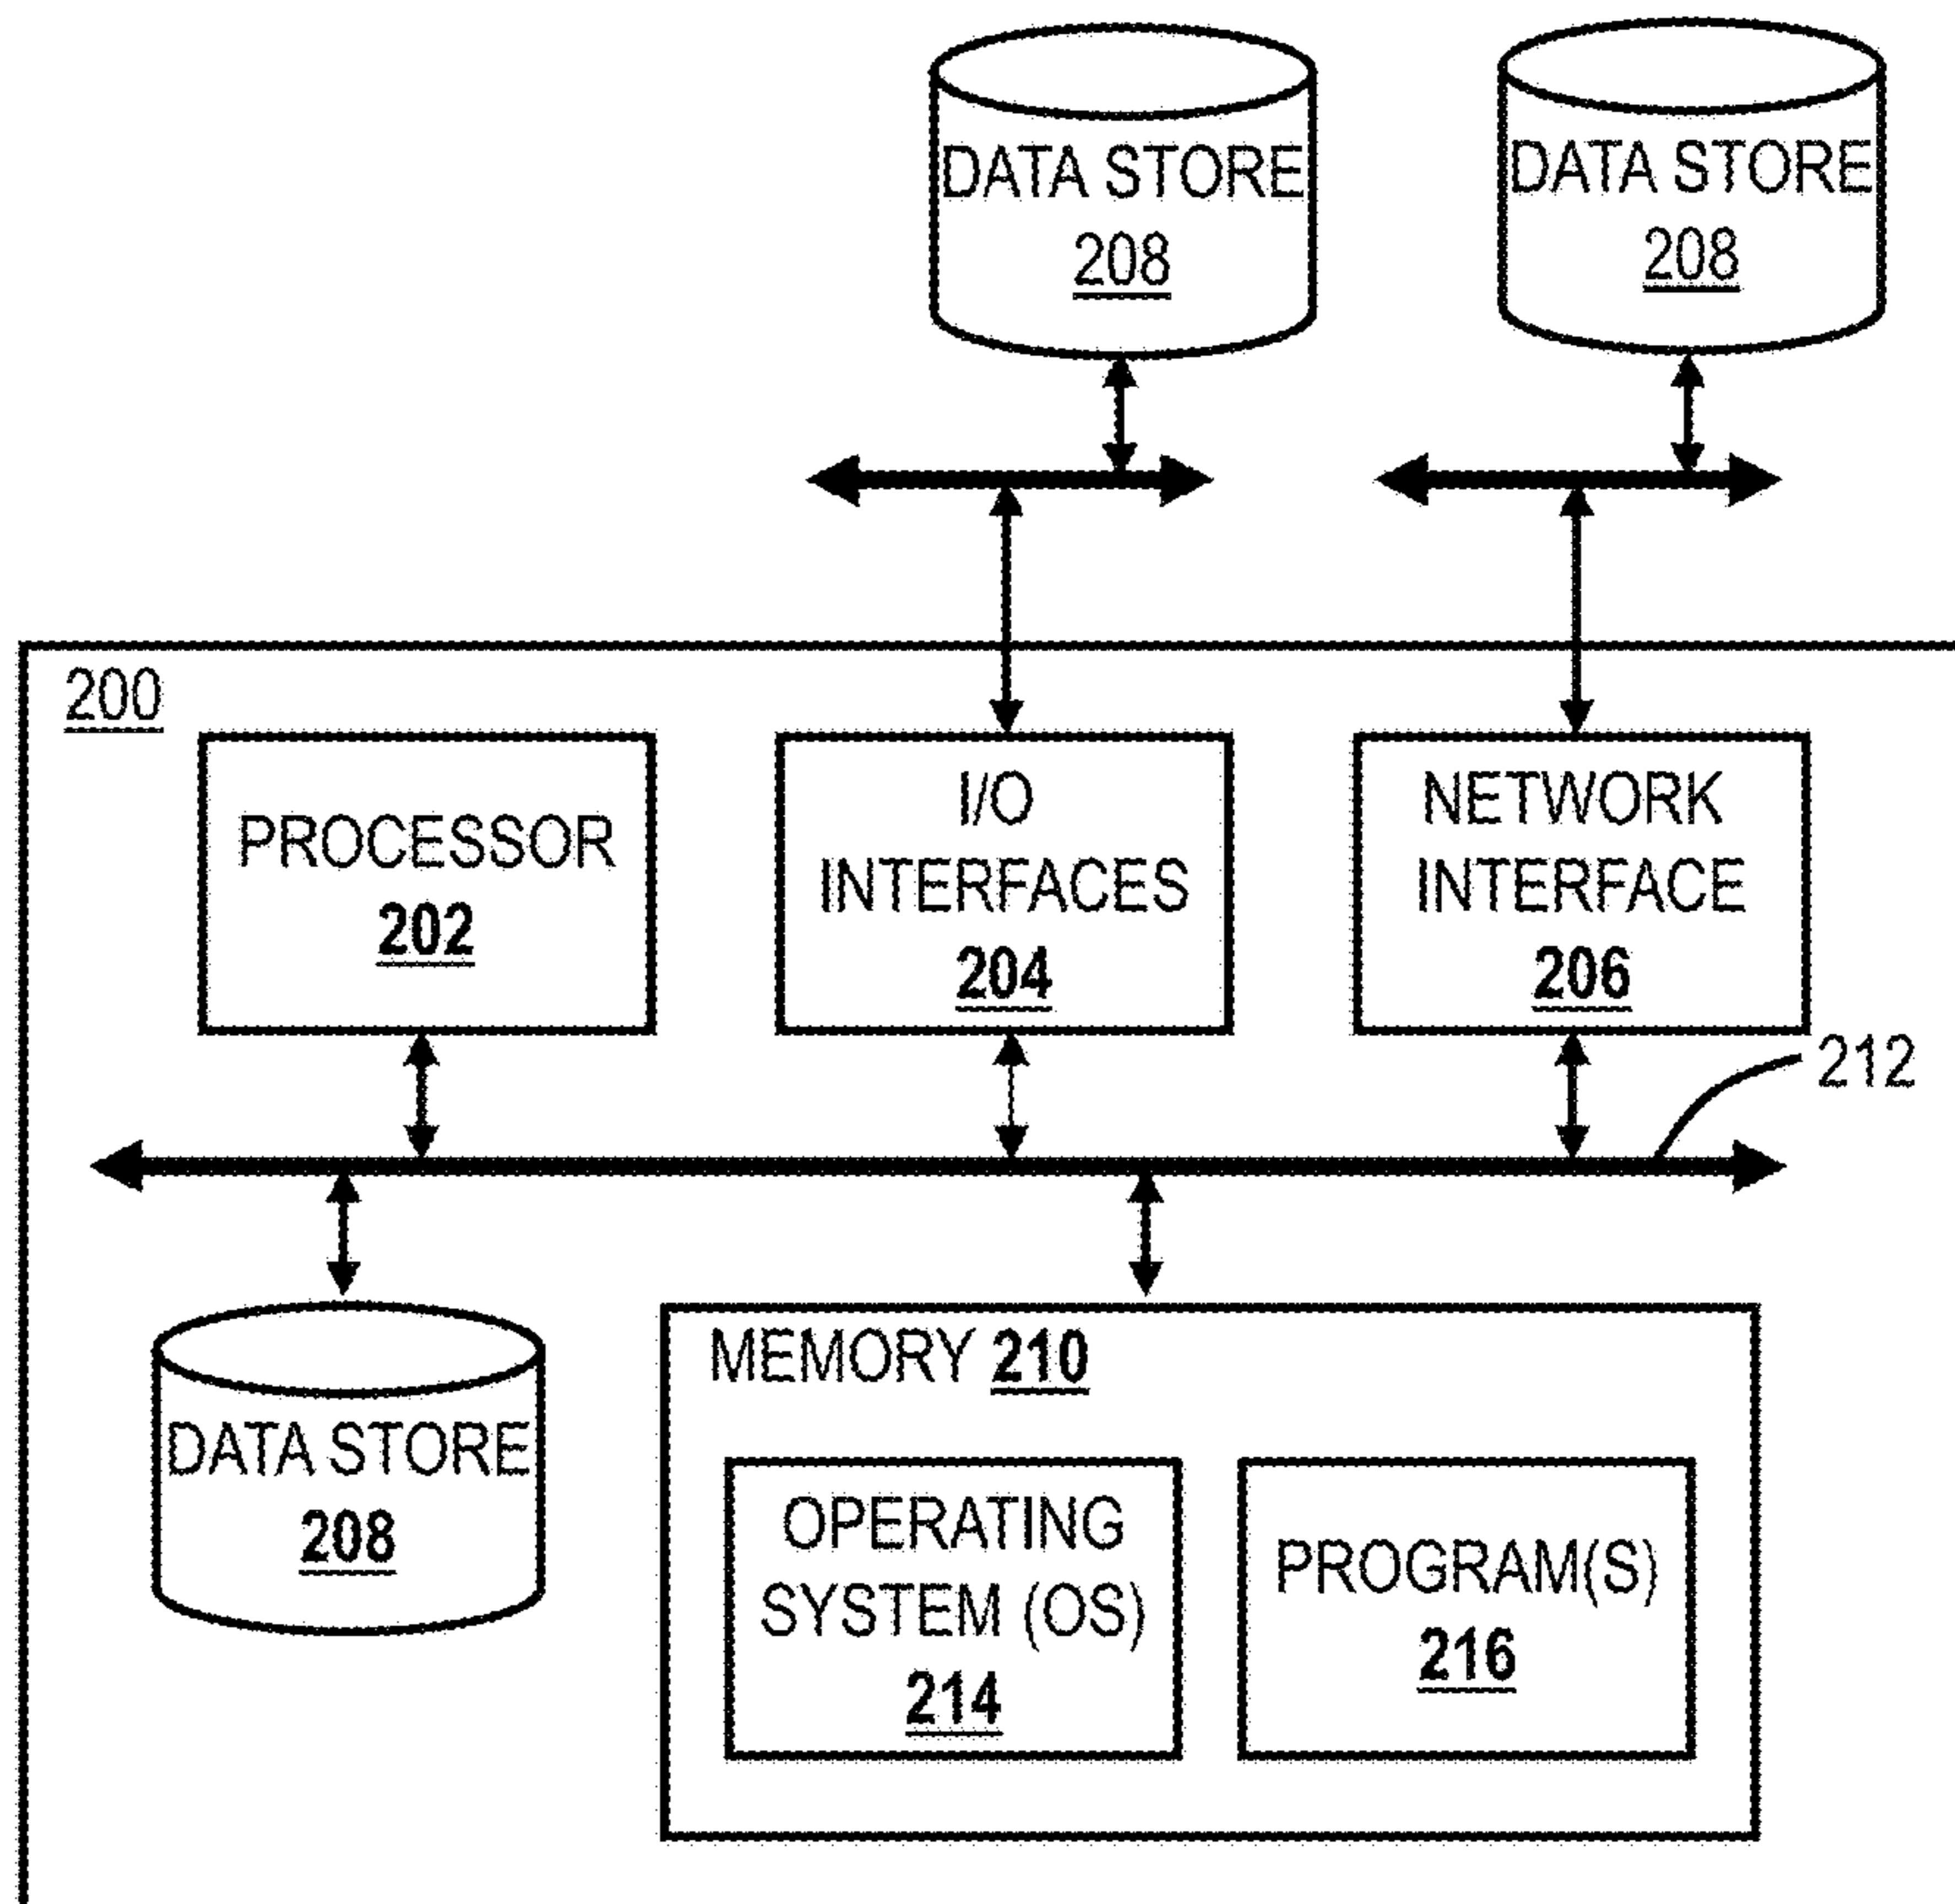 DATA STORE
208
DATA STORE
208
200
PROCESSOR
202
I/O
INTERFACES
204
NETWORK
INTERFACE
206
212
DATA STORE
208
MEMORY 210
OPERATING
SYSTEM (OS)
214
PROGRAM(S)
216